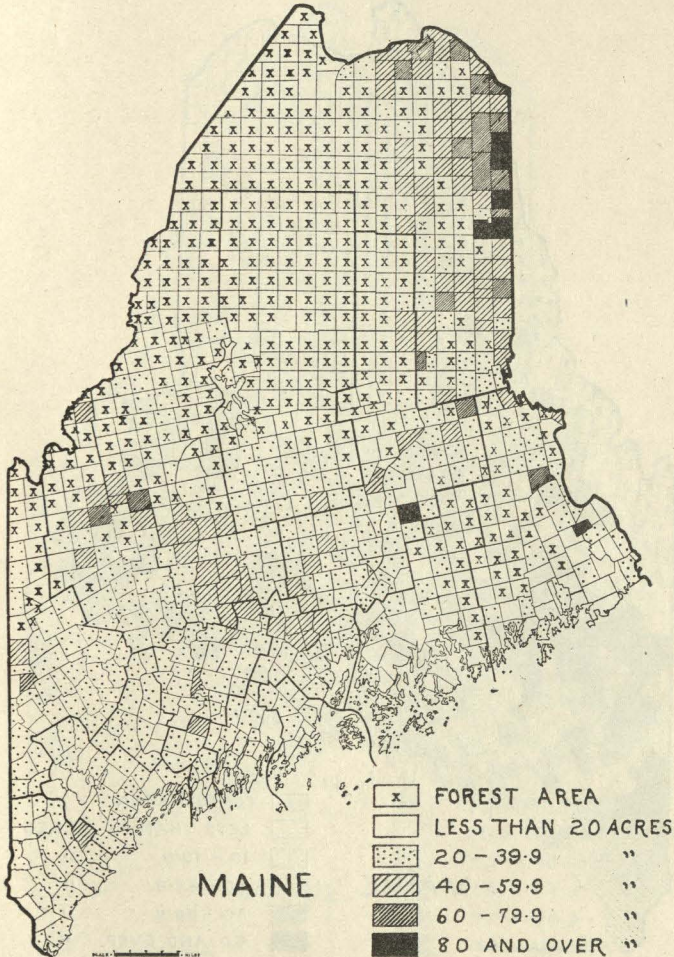 MAINE
X FOREST AREA
LESS THAN 20 ACRES
20 - 39.9 "
40 - 59.9 "
60 - 79.9 "
80 AND OVER "